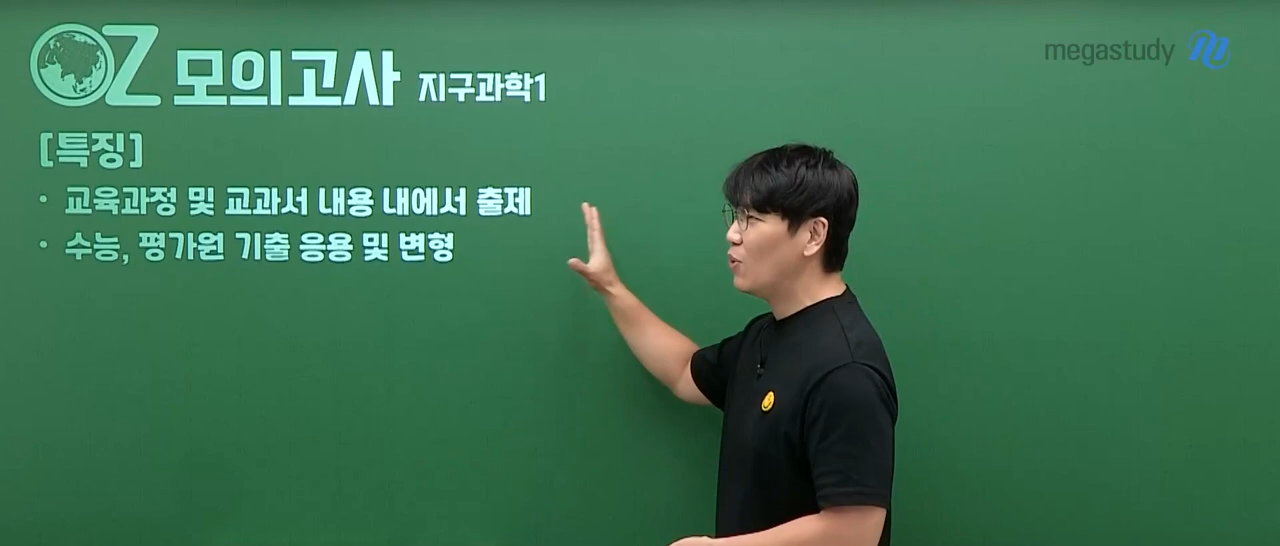 OZ 모의고사 지구과학1
megastudy
[특징]
• 교육과정 및 교과서 내용 내에서 출제
• 수능, 평가원 기출 응용 및 변형